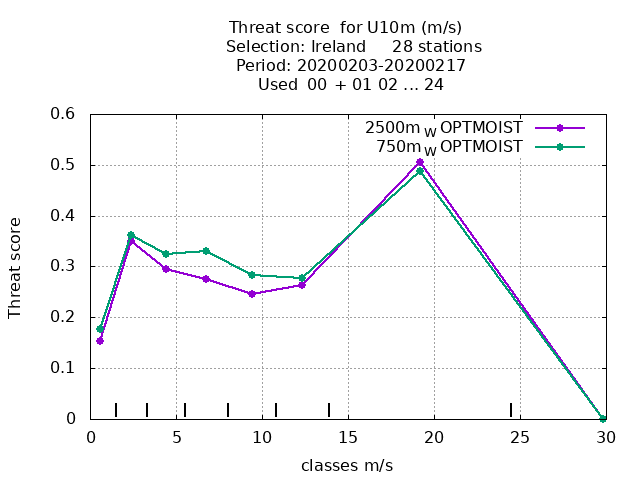 Threat score for U10m (m/s)
Selection: Ireland 28 stations
Period: 20200203-20200217
Used 00 + 01 02 ... 24
2500m W OPTMOIST
750m W OPTMOIST
0.6
0.5
0.4
0.3
0.2
0.1
0
Threat score
0 5 10 15 20 25 30
classes m/s